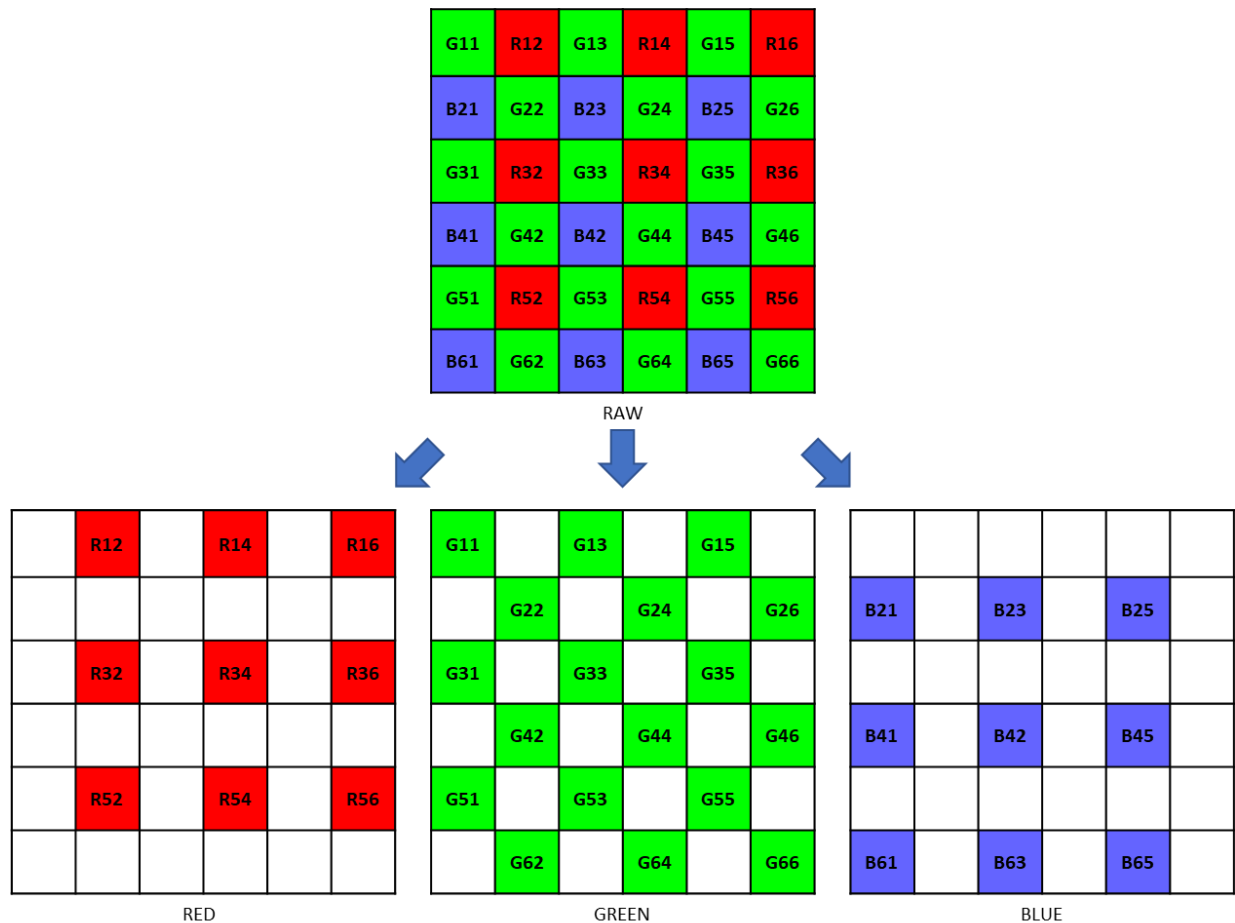 G11 R12 G13 R14 G15 R16
B21 G22 B23 G24 B25 G26
G31 R32 G33 R34 G35 R36
B41 G42 B42 G44 B45 G46
G51 R52 G53 R54 G55 R56
B61 G62 B63 G64 B65 G66
RAW
R12 R14 R16
R32 R34 R36
R52 R54 R56
RED
G11 G13 G15
G22 G24 G26
G31 G33 G35
G42 G44 G46
G51 G53 G55
G62 G64 G66
GREEN
B21 B23 B25
B41 B42 B45
B61 B63 B65
BLUE